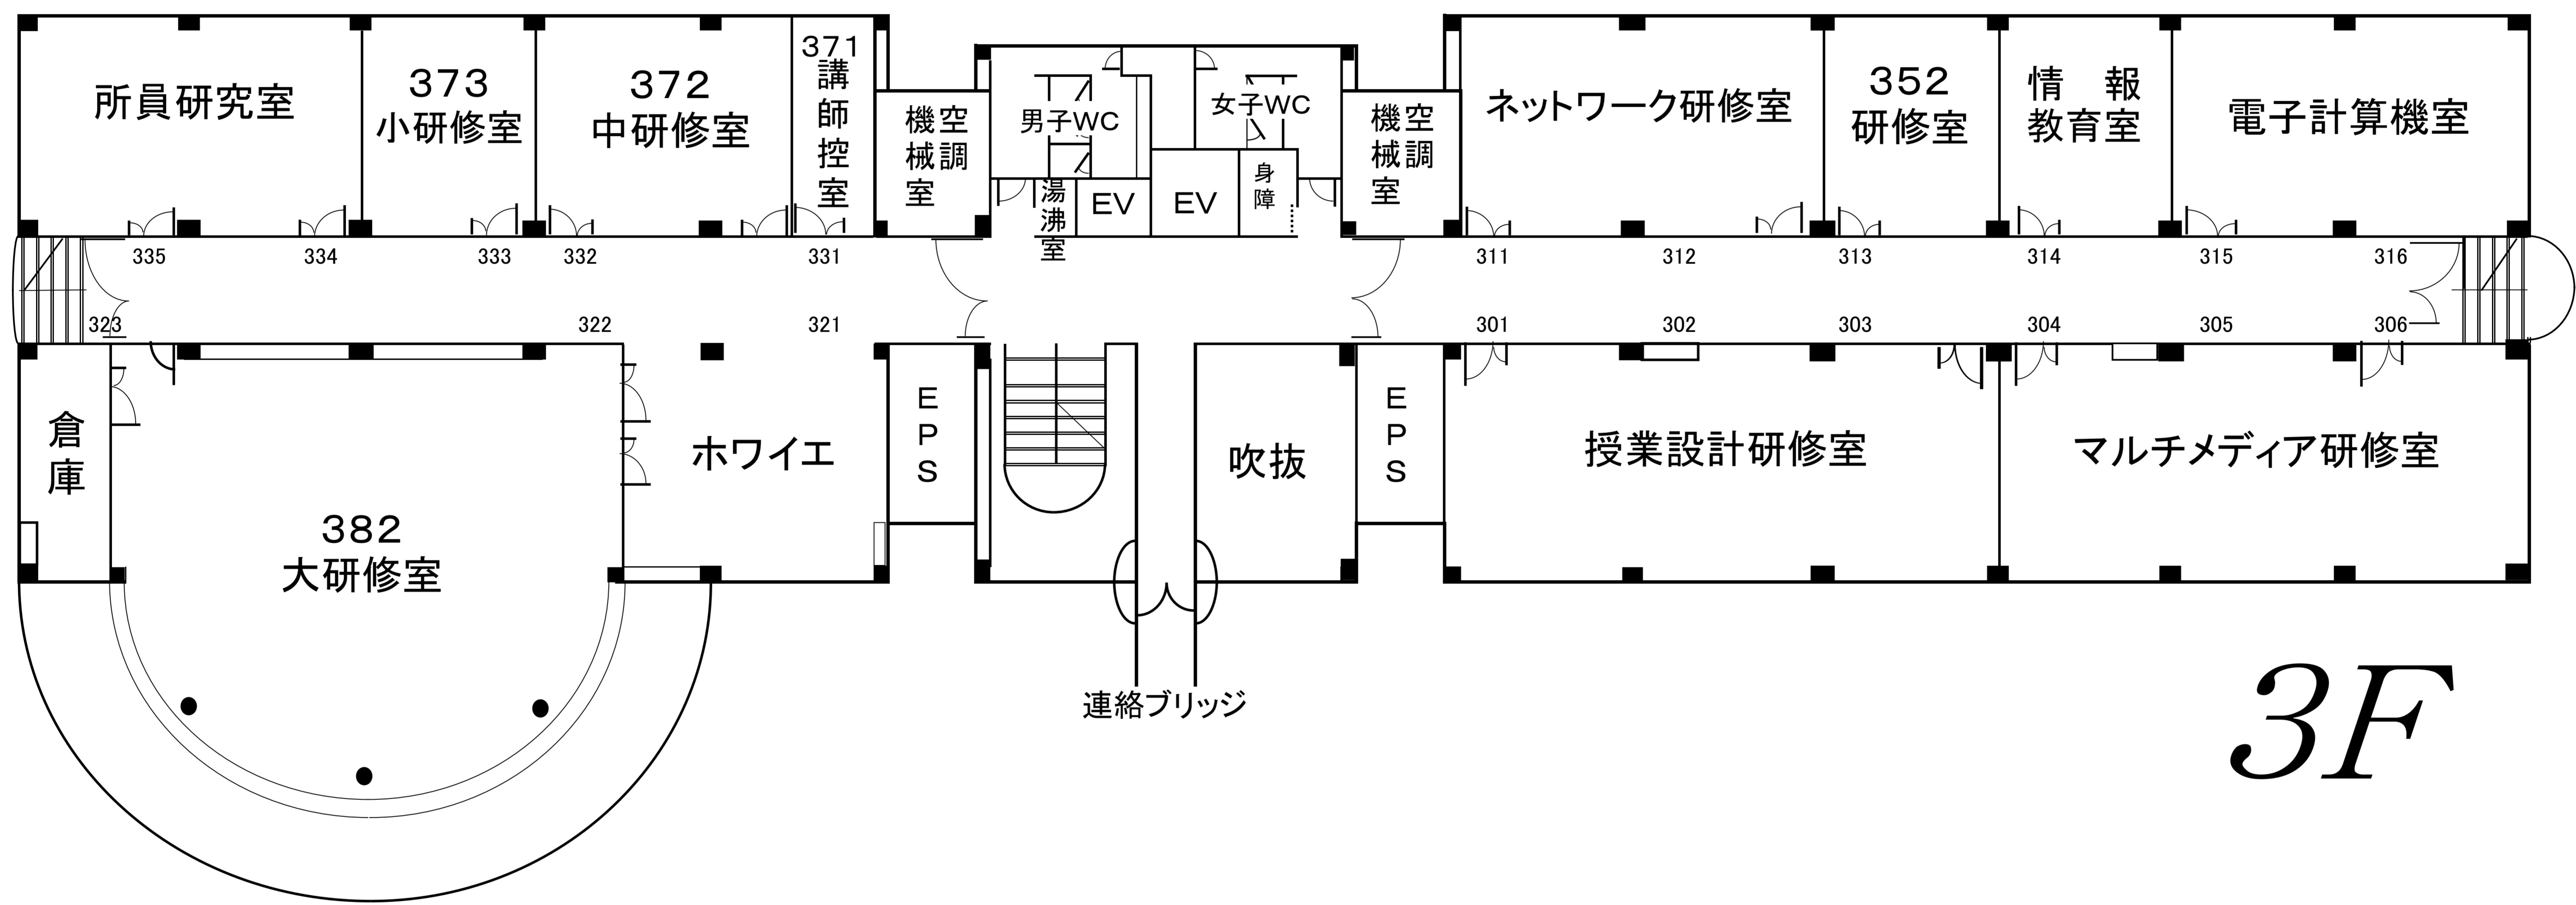 所員研究室
373
小研修室
372
中研修室
371
講師控室
空調
機械室
男子WC
湯沸室
EV
EV
女子WC
身障
空調
機械室
ネットワーク研修室
352
研修室
情 報
教育室
電子計算機室
335
334
333
332
331
311
312
313
314
315
316
323
322
321
301
302
303
304
305
306
倉庫
382
大研修室
ホワイエ
EPS
吹抜
EPS
授業設計研修室
マルチメディア研修室
連絡ブリッジ
3F